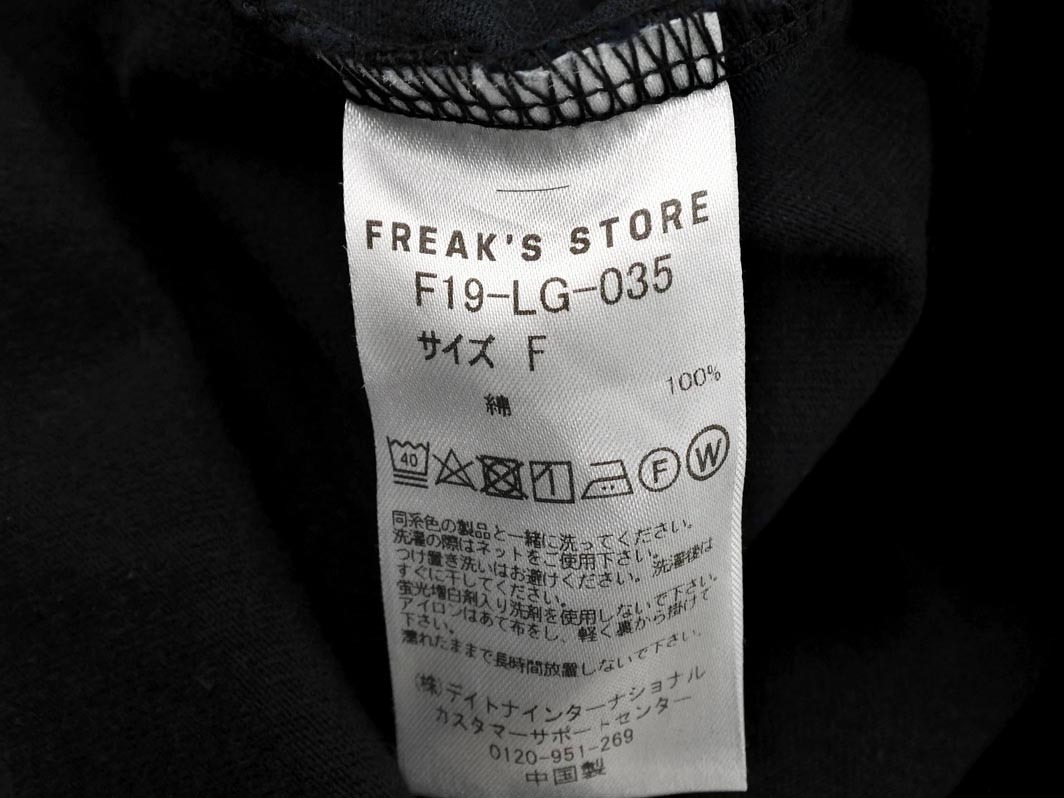 FREAK'S STORE
F19-LG-035
サイズ F
綿 100%
40 F W
同系色の製品と一緒に洗ってください。
洗濯の際はネットをご使用下さい。
つけ置き洗いはお避けください。洗濯後は
すぐに干してください。
蛍光増白剤入り洗剤を使用しないで下さい。
アイロンはあて布をし、軽く裏から掛けて
下さい。
濡れたままで長時間放置しないで下さい。
(株)デイトナインターナショナル
カスタマーサポートセンター
0120-951-269
中国製